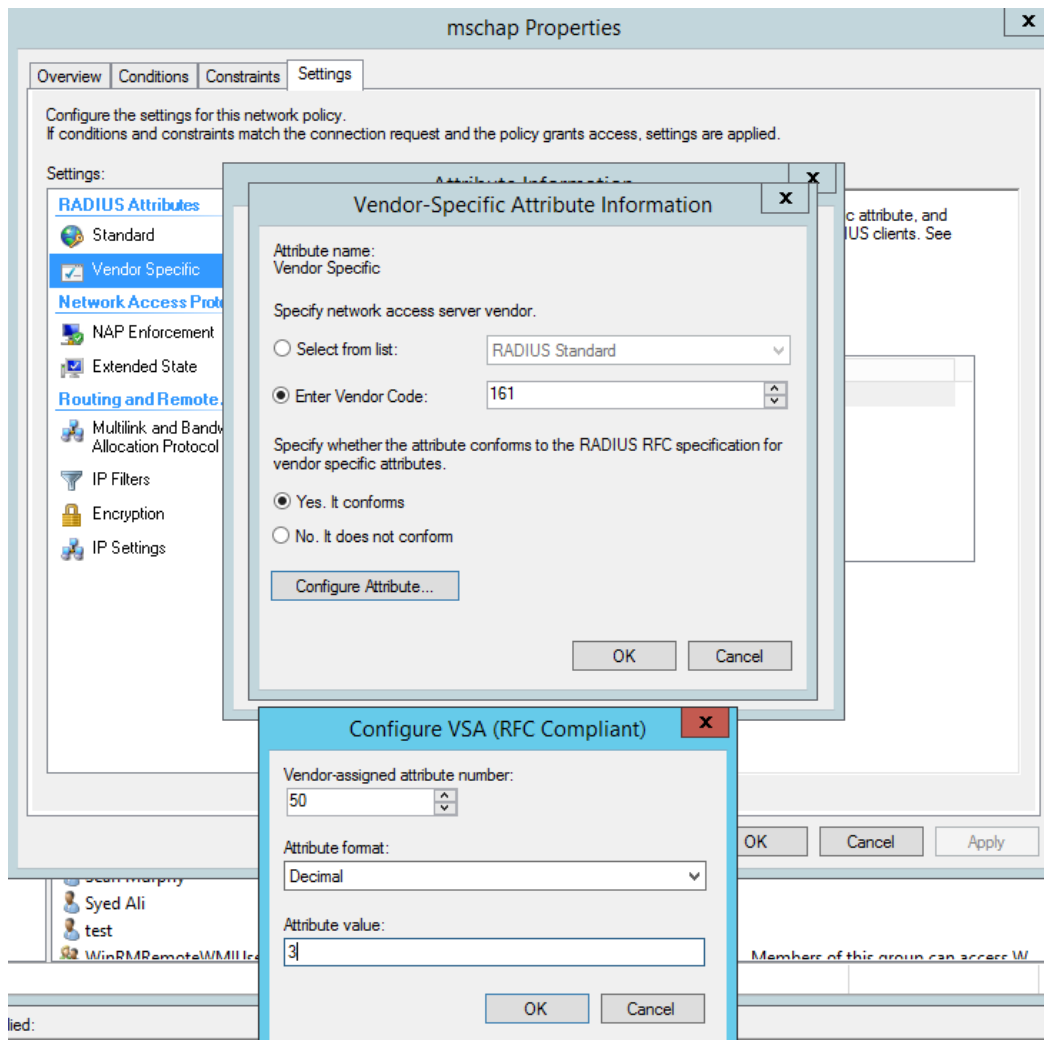 mschap Properties
x
Overview
Conditions
Constraints
Settings
Configure the settings for this network policy.
If conditions and constraints match the connection request and the policy grants access, settings are applied.
Settings:
RADIUS Attributes
Standard
Vendor Specific
Network Access Prot
NAP Enforcement
Extended State
Routing and Remote
Multilink and Bandw
Allocation Protocol
IP Filters
Encryption
IP Settings
Attribute Information
x
c attribute, and
IUS clients. See
Vendor-Specific Attribute Information
x
Attribute name:
Vendor Specific
Specify network access server vendor.
Select from list:
RADIUS Standard
Enter Vendor Code:
161
Specify whether the attribute conforms to the RADIUS RFC specification for
vendor specific attributes.
Yes. It conforms
No. It does not conform
Configure Attribute...
OK
Cancel
Configure VSA (RFC Compliant)
x
Vendor-assigned attribute number:
50
Attribute format:
Decimal
Attribute value:
3
OK
Cancel
OK
Cancel
Apply
Sean Murphy
Syed Ali
test
WinRMRemoteWMIUse
Members of this group can access W
lied: